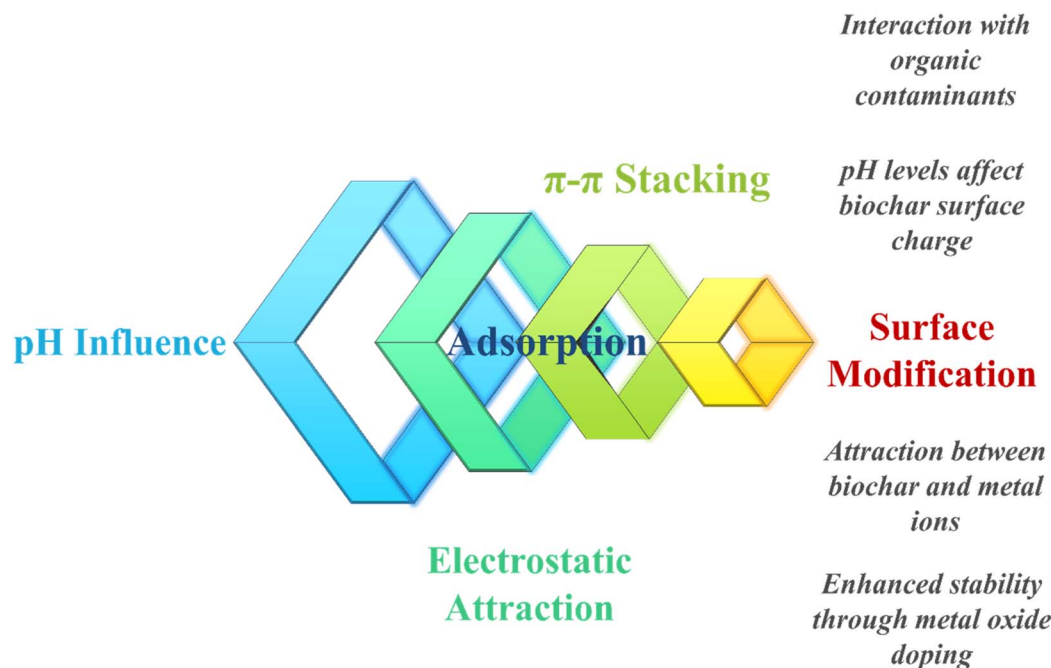 Interaction with
organic
contaminants
π-π Stacking
pH levels affect
biochar surface
charge
pH Influence
Adsorption
Surface
Modification
Attraction between
biochar and metal
ions
Electrostatic
Attraction
Enhanced stability
through metal oxide
doping